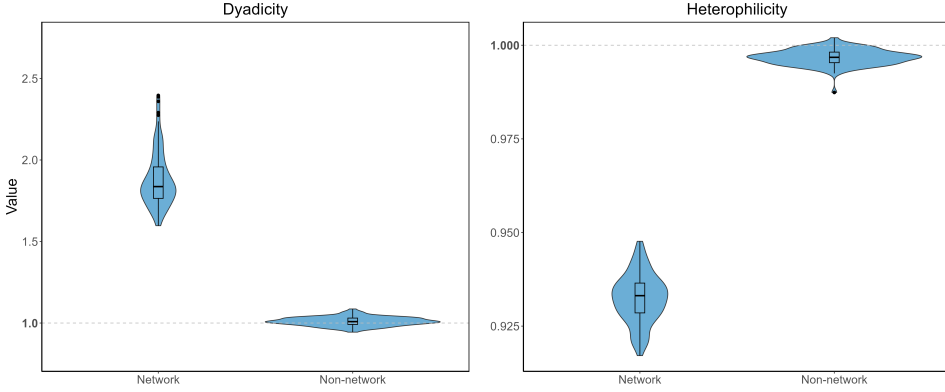 Dyadicity
Value
2.5
2.0
1.5
1.0
Network
Non-network
Heterophilicity
1.000
0.975
0.950
0.925
Network
Non-network